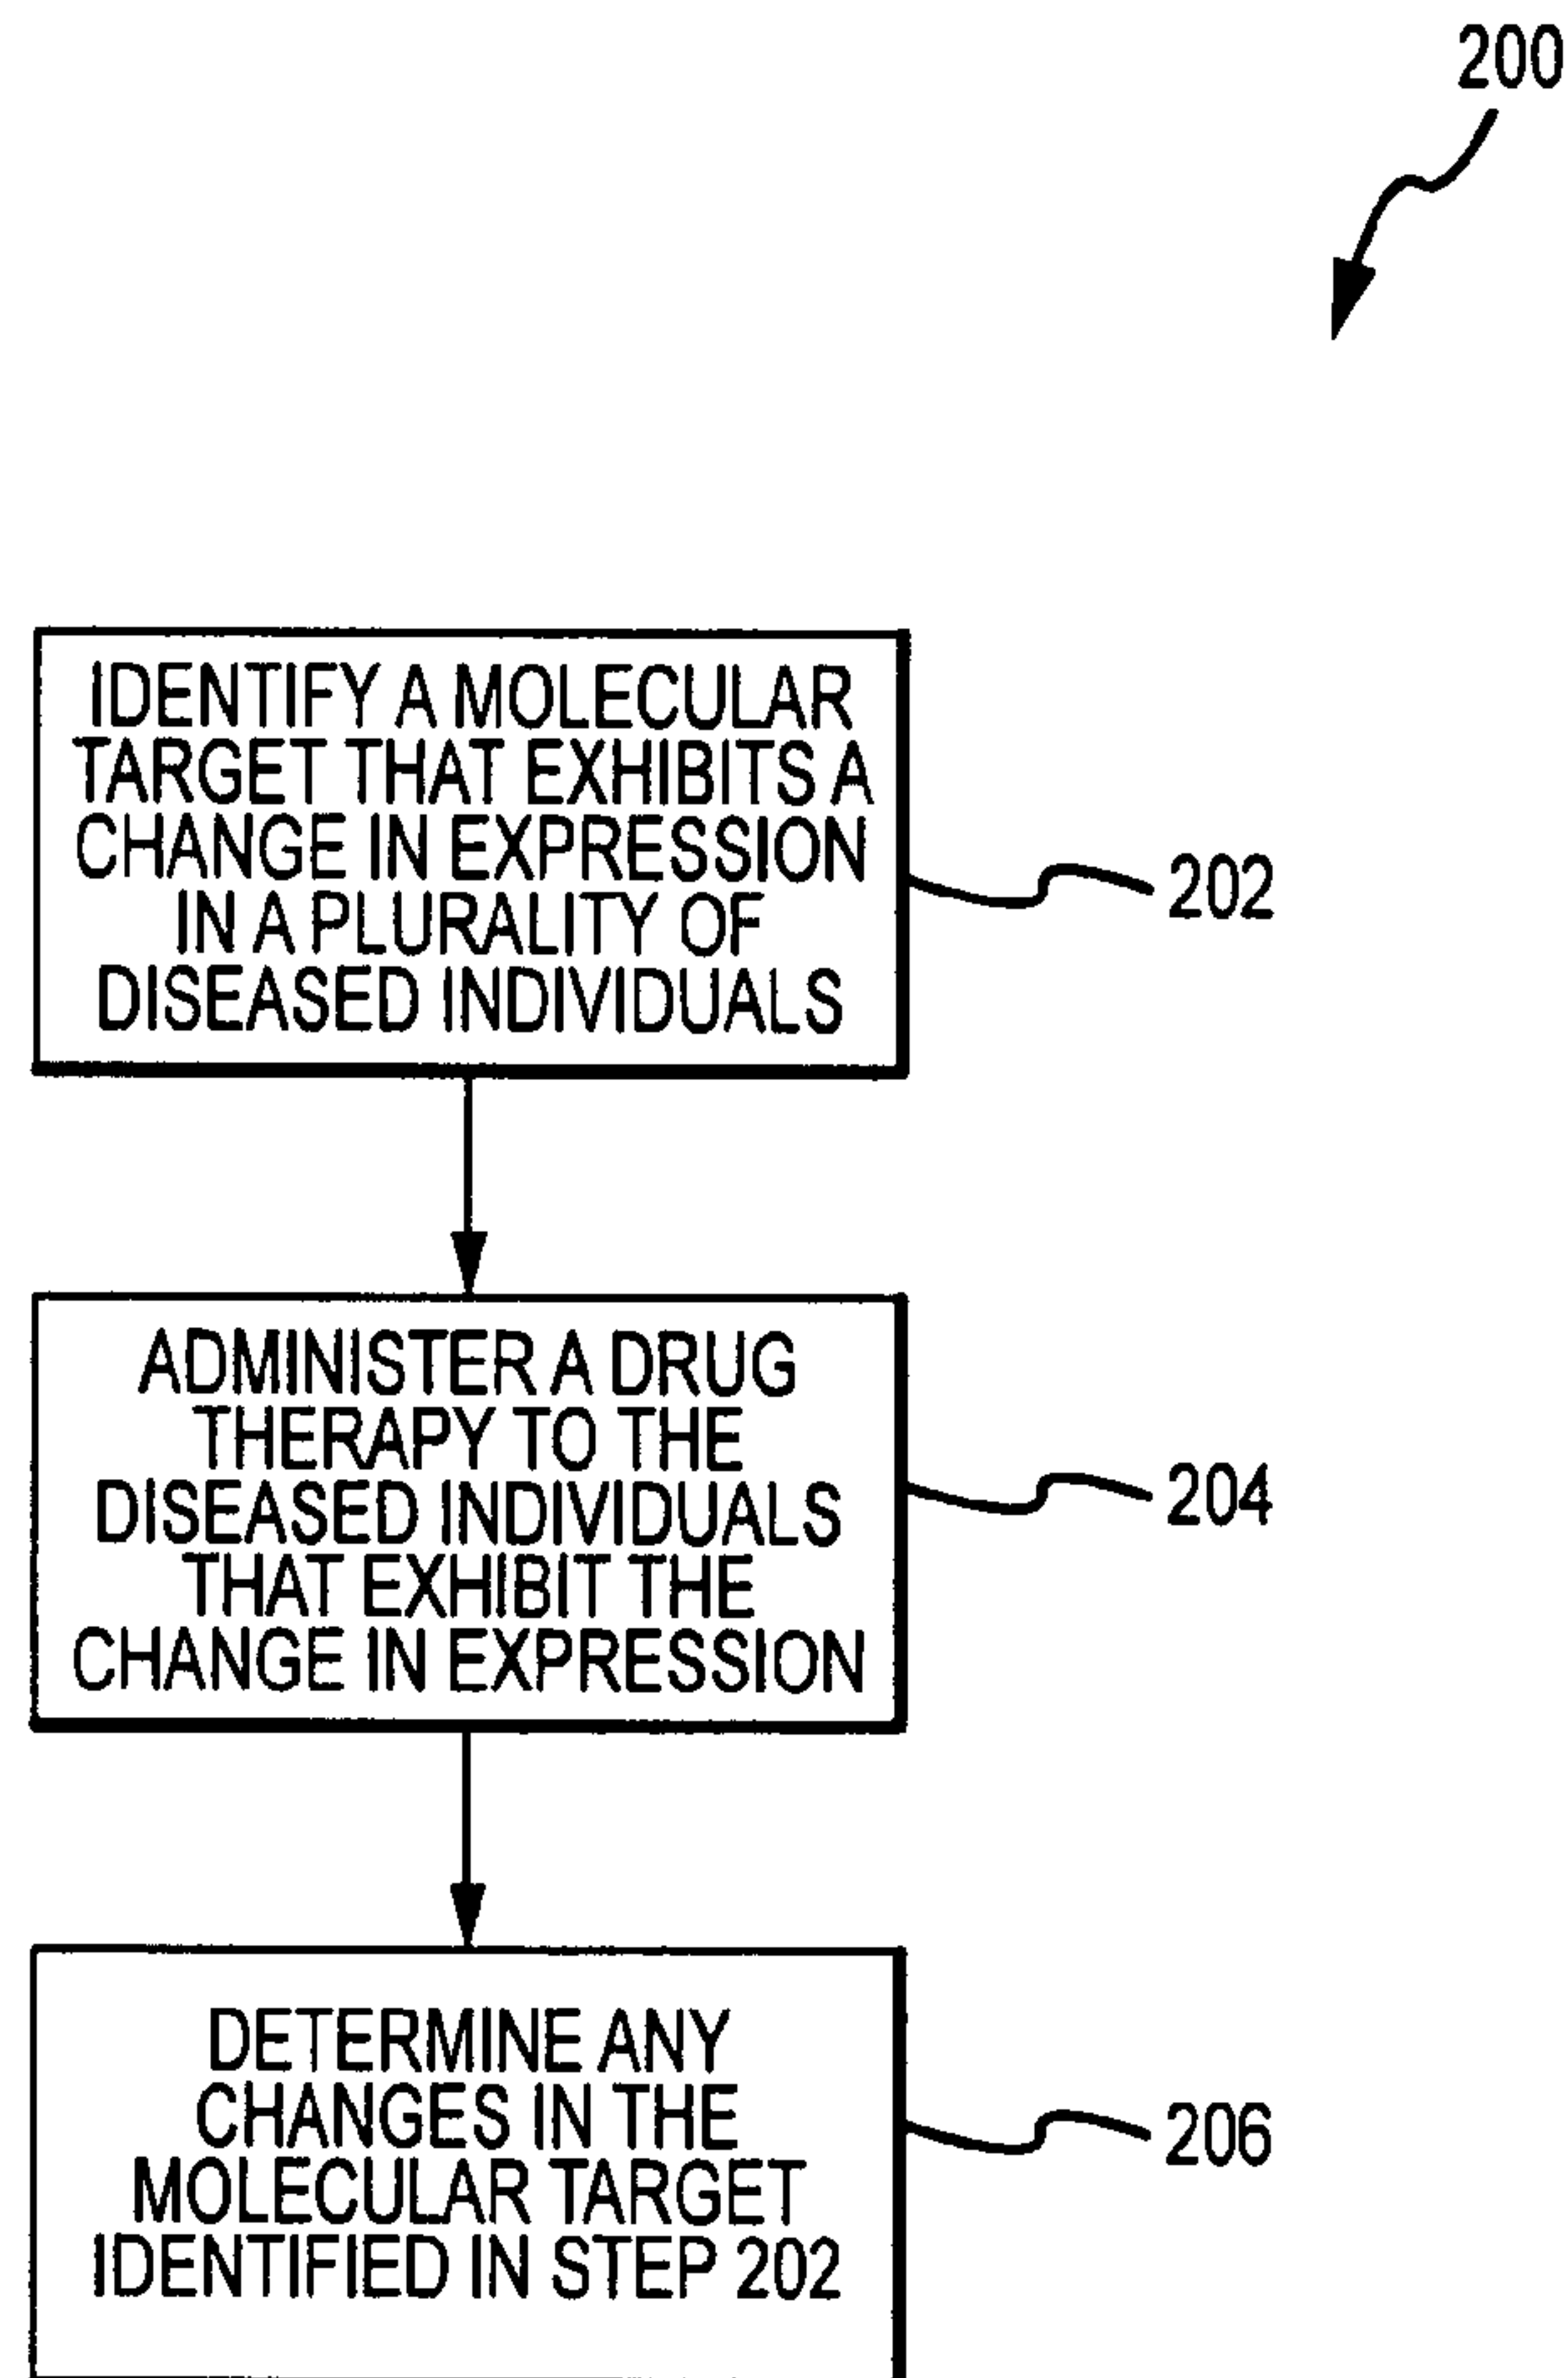 200
IDENTIFY A MOLECULAR
TARGET THAT EXHIBITS A
CHANGE IN EXPRESSION
IN A PLURALITY OF
DISEASED INDIVIDUALS
202
ADMINISTER A DRUG
THERAPY TO THE
DISEASED INDIVIDUALS
THAT EXHIBIT THE
CHANGE IN EXPRESSION
204
DETERMINE ANY
CHANGES IN THE
MOLECULAR TARGET
IDENTIFIED IN STEP 202
206